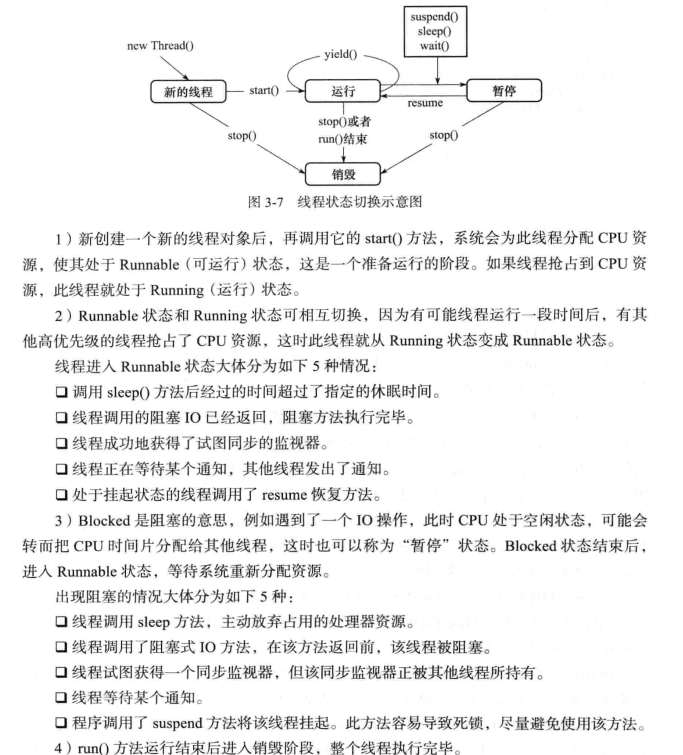 suspend()
sleep()
wait()
new Thread()
yield()
新的线程
start()
运行
resume
暂停
stop()
stop()或者
run()结束
stop()
销毁
图 3-7 线程状态切换示意图
1）新创建一个新的线程对象后，再调用它的 start() 方法，系统会为此线程分配 CPU 资
源，使其处于 Runnable（可运行）状态，这是一个准备运行的阶段。如果线程抢占到 CPU 资
源，此线程就处于 Running（运行）状态。
2）Runnable 状态和 Running 状态可相互切换，因为有可能线程运行一段时间后，有其
他高优先级的线程抢占了 CPU 资源，这时此线程就从 Running 状态变成 Runnable 状态。
线程进入 Runnable 状态大体分为如下 5 种情况：
❑ 调用 sleep() 方法后经过的时间超过了指定的休眠时间。
❑ 线程调用的阻塞 IO 已经返回，阻塞方法执行完毕。
❑ 线程成功地获得了试图同步的监视器。
❑ 线程正在等待某个通知，其他线程发出了通知。
❑ 处于挂起状态的线程调用了 resume 恢复方法。
3）Blocked 是阻塞的意思，例如遇到了一个 IO 操作，此时 CPU 处于空闲状态，可能会
转而把 CPU 时间片分配给其他线程，这时也可以称为“暂停”状态。Blocked 状态结束后，
进入 Runnable 状态，等待系统重新分配资源。
出现阻塞的情况大体分为如下 5 种：
❑ 线程调用 sleep 方法，主动放弃占用的处理器资源。
❑ 线程调用了阻塞式 IO 方法，在该方法返回前，该线程被阻塞。
❑ 线程试图获得一个同步监视器，但该同步监视器正被其他线程所持有。
❑ 线程等待某个通知。
❑ 程序调用了 suspend 方法将该线程挂起。此方法容易导致死锁，尽量避免使用该方法。
4）run() 方法运行结束后进入销毁阶段，整个线程执行完毕。